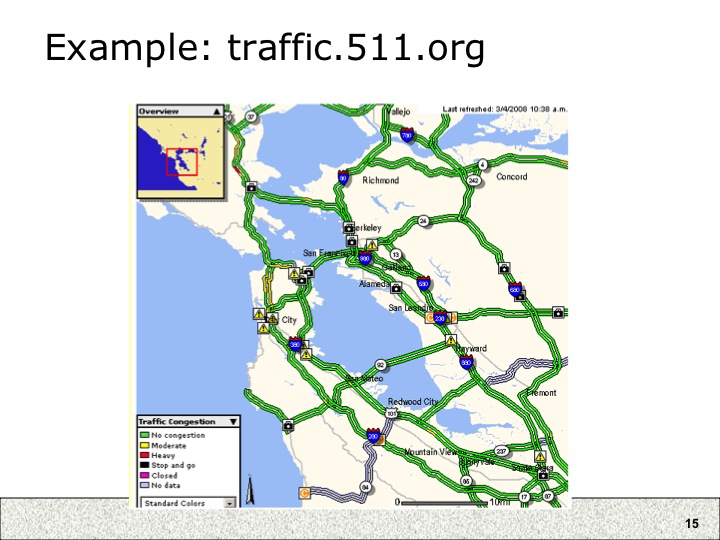 Example: traffic.511.org
Overview
Last refreshed: 3/4/2008 10:38 a.m.
Vallejo
37
780
4
80
Richmond
242
Concord
24
Berkeley
San Francisco
13
980
Oakland
Alameda
580
680
San Leandro
238
City
380
Hayward
880
92
San Mateo
Fremont
Redwood City
101
280
Mountain View
237
Sunnyvale
Santa Clara
85
84
17
87
Traffic Congestion
No congestion
Moderate
Heavy
Stop and go
Closed
No data
Standard Colors
0
10mi
15